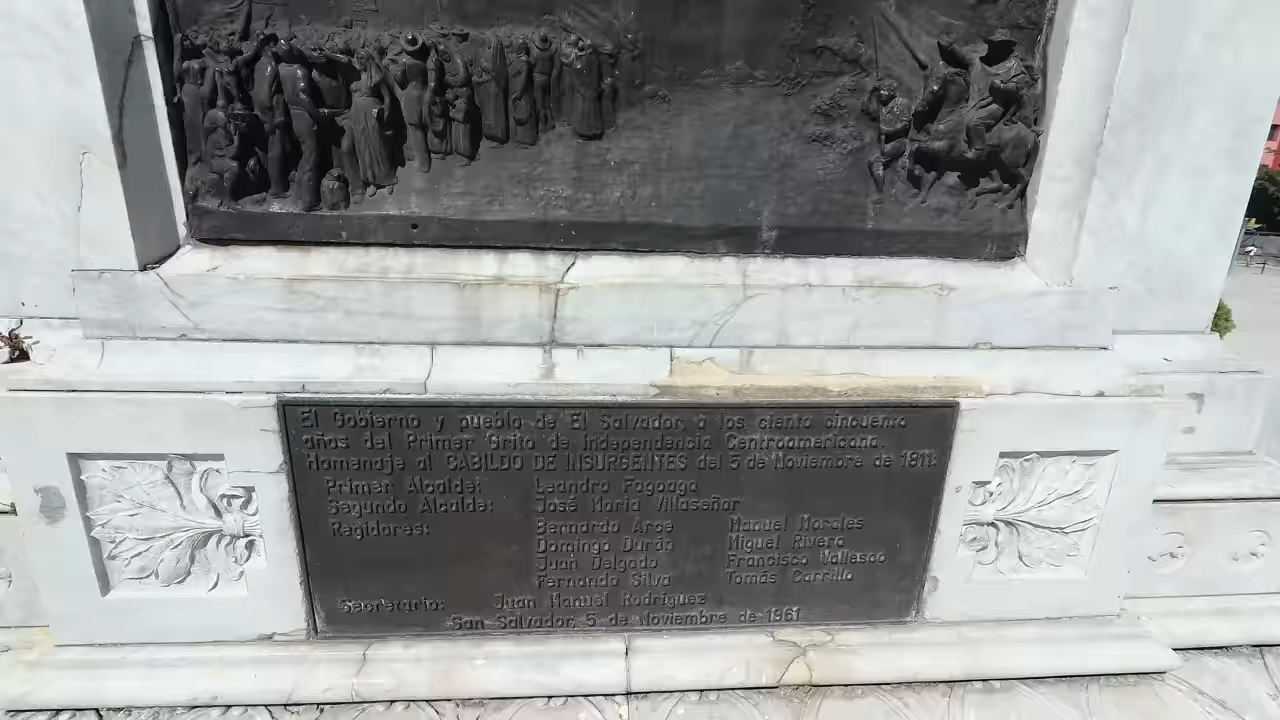 El Gobierno y pueblo de El Salvador, a los ciento cincuenta
años del Primer Grito de Independencia Centroamericana.
Homenaje al CABILDO DE INSURGENTES del 5 de Noviembre de 1811:
Primer Alcalde: Leandro Fagoaga
Segundo Alcalde: José María Villaseñor
Regidores: Bernardo Arce Manuel Morales
Domingo Durán Miguel Rivera
Juan Delgado Francisco Vallesco
Fernando Silva Tomás Carrillo
Secretario: Juan Manuel Rodríguez
San Salvador, 5 de Noviembre de 1961